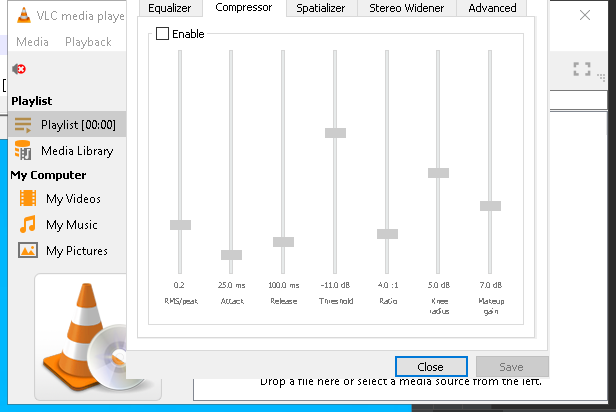 VLC media playe
Media Playback
Equalizer Compressor Spatializer Stereo Widener Advanced
Enable
Playlist
Playlist [00:00]
Media Library
My Computer
My Videos
My Music
My Pictures
0.2 25.0 ms 100.0 ms -11.0 dB 4.0 :1 5.0 dB 7.0 dB
RMS/peak Attack Release Threshold Ratio Knee radius Makeup gain
Close Save
Drop a file here or select a media source from the left.